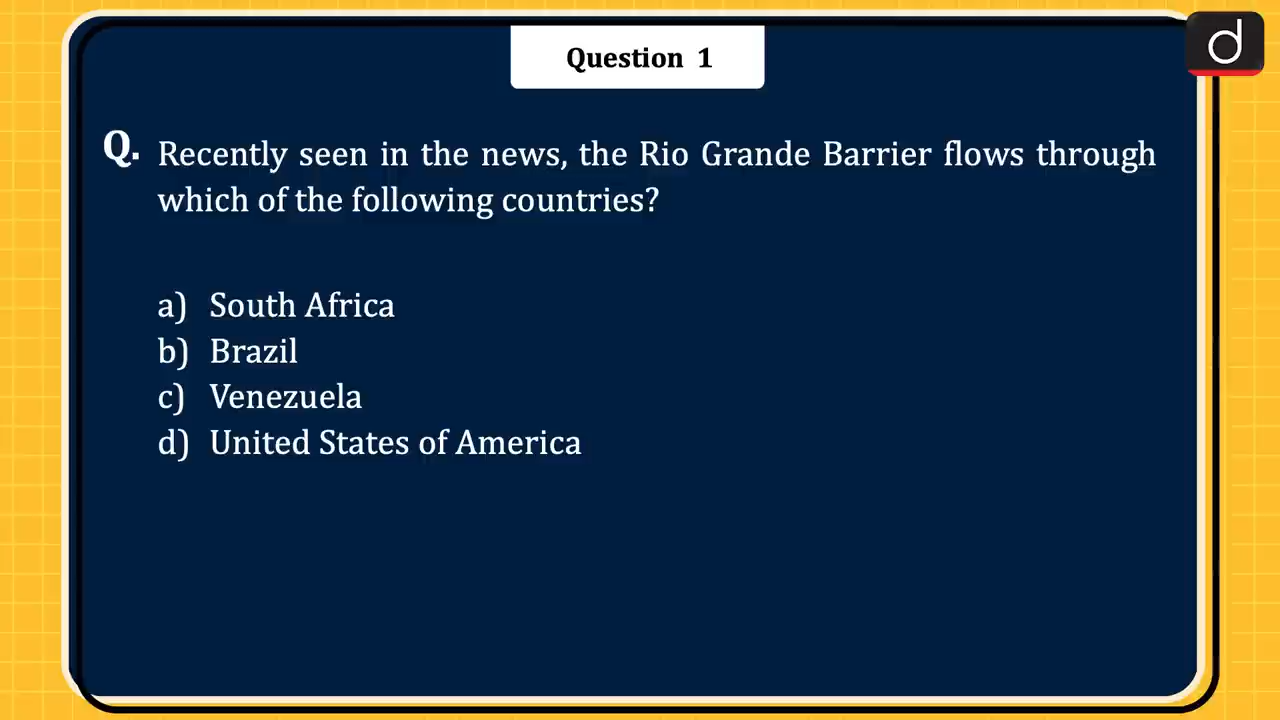 Question 1
d
Q. Recently seen in the news, the Rio Grande Barrier flows through
which of the following countries?
a) South Africa
b) Brazil
c) Venezuela
d) United States of America